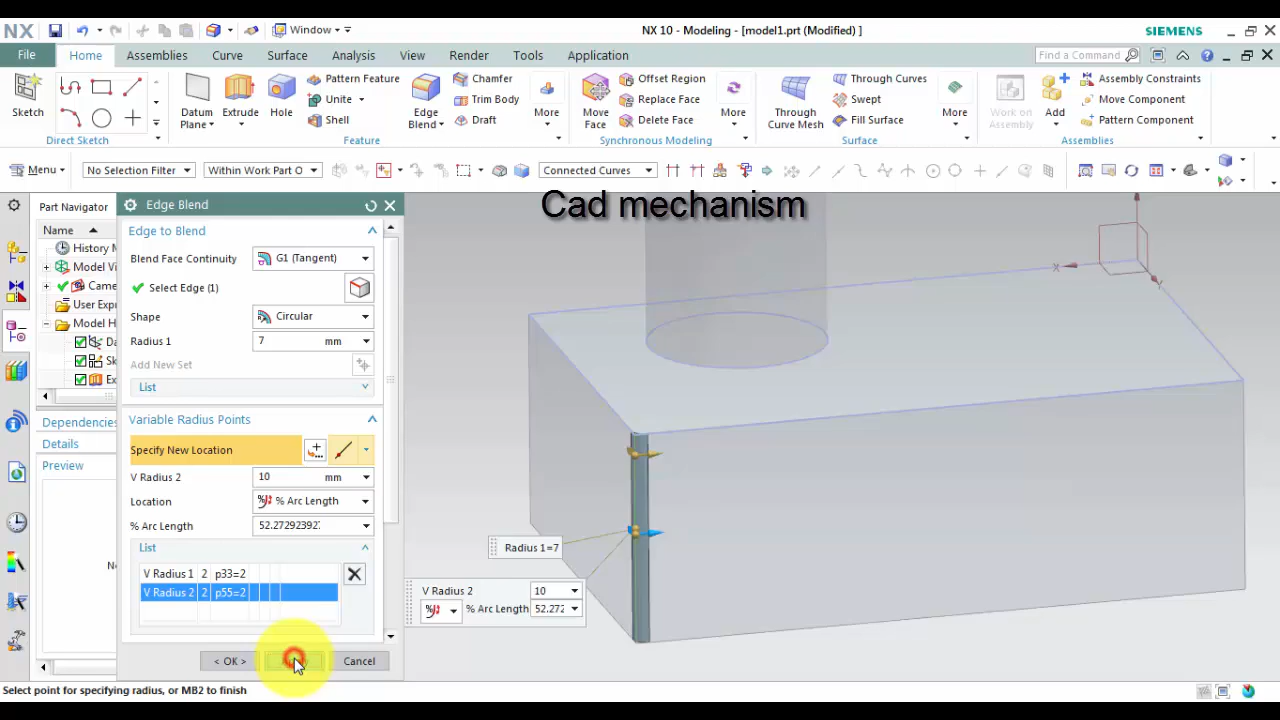 NX
Window
NX 10 - Modeling - [model1.prt (Modified) ]
SIEMENS
File
Home
Assemblies
Curve
Surface
Analysis
View
Render
Tools
Application
Find a Command
Sketch
Direct Sketch
Datum
Plane
Extrude
Hole
Pattern Feature
Unite
Shell
Edge
Blend
Chamfer
Trim Body
Draft
More
Feature
Move
Face
Offset Region
Replace Face
Delete Face
More
Synchronous Modeling
Through
Curve Mesh
Through Curves
Swept
Fill Surface
More
Surface
Work on
Assembly
Add
Assembly Constraints
Move Component
Pattern Component
Assemblies
Menu
No Selection Filter
Within Work Part O
Connected Curves
Part Navigator
Name
History M
Model Vi
Came
User Expr
Model H
Da
Sk
Ex
Dependencies
Details
Preview
Edge Blend
Edge to Blend
Blend Face Continuity
G1 (Tangent)
Select Edge (1)
Shape
Circular
Radius 1
7
mm
Add New Set
List
Variable Radius Points
Specify New Location
V Radius 2
10
mm
Location
% Arc Length
% Arc Length
52.272923927
List
V Radius 1 2 p33=2
V Radius 2 2 p55=2
< OK >
Cancel
Cad mechanism
X
Y
Radius 1=7
V Radius 2
10
% Arc Length
52.272
Select point for specifying radius, or MB2 to finish